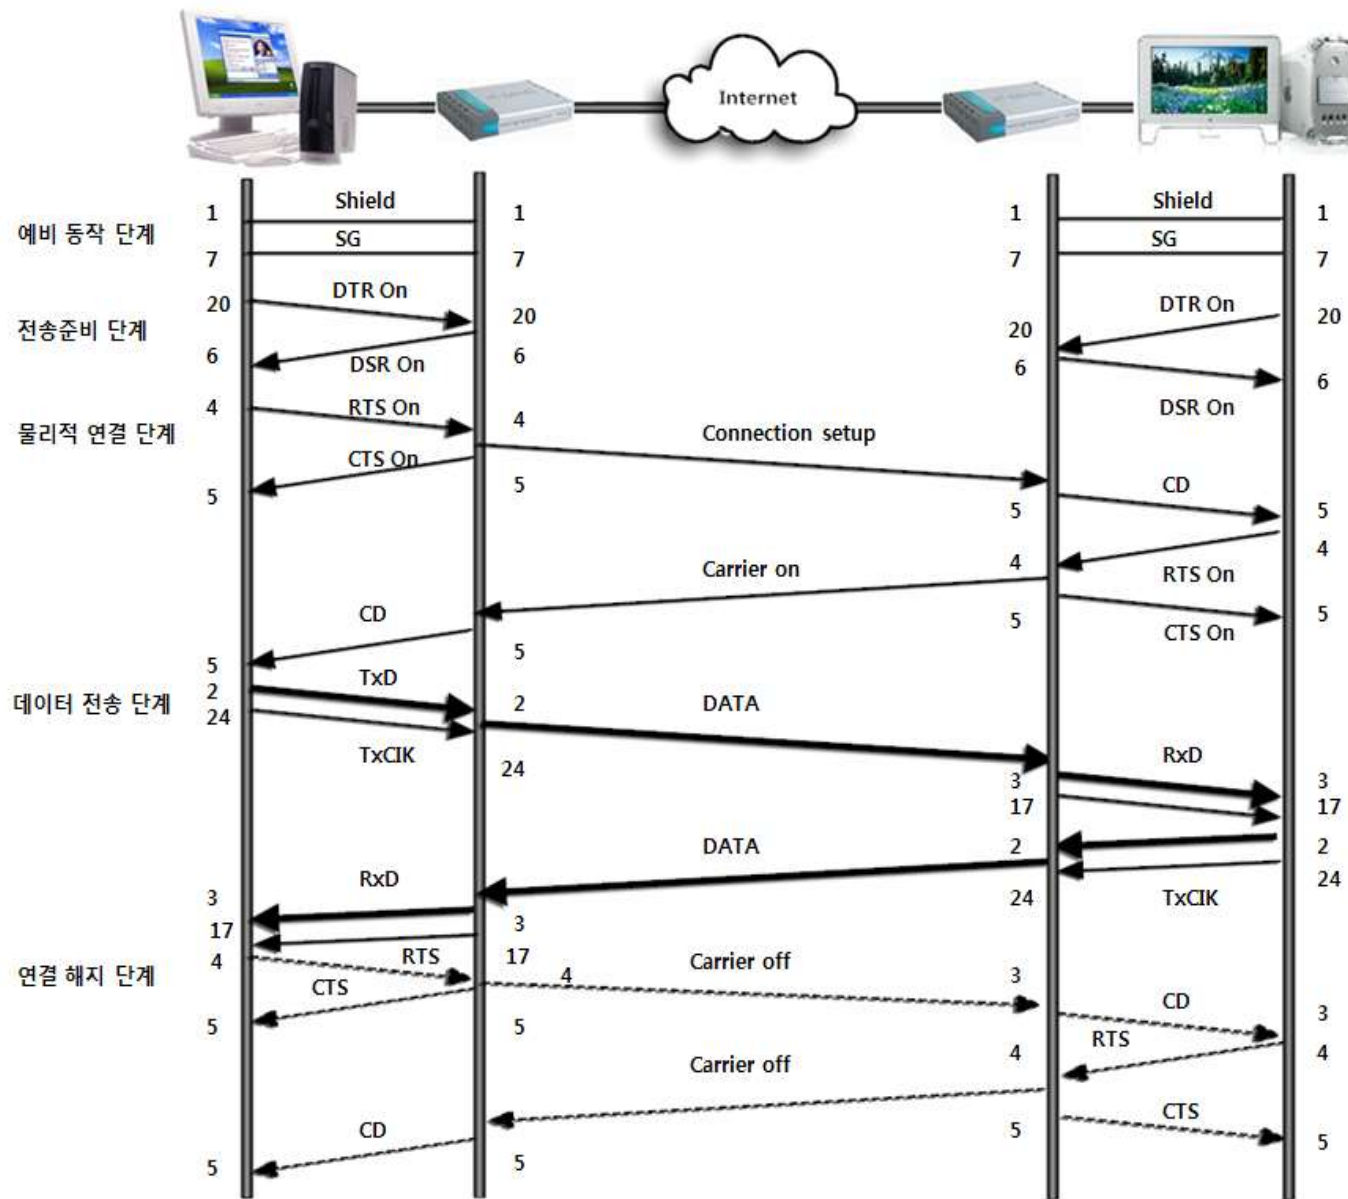 Internet
Shield Shield
1 1 1 1
예비 동작 단계
SG SG
7 7 7 7
DTR On DTR On
20 20 20 20
전송준비 단계
6 6 6 6
DSR On DSR On
4 RTS On 4
물리적 연결 단계 Connection setup
CTS On
5 5 CD
5 5
4 4
Carrier on RTS On
CD 5 5
CTS On
5 5
TxD
2 2 DATA
데이터 전송 단계
24
TxCIK 24 RxD
3 3
17 17
DATA 2 2
RxD 24
3 24 TxCIK
3
17
RTS 17
4 4 Carrier off 3
연결 해지 단계
CTS CD
5 5 3
RTS
Carrier off 4 4
CD CTS
5 5
5 5